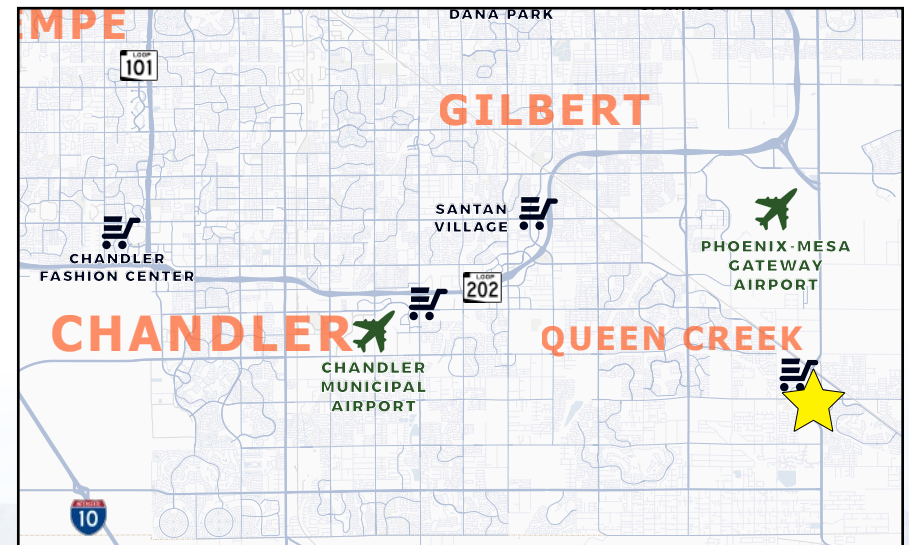 DANA PARK
EMPE
LOOP
101
GILBERT
SANTAN
VILLAGE
PHOENIX-MESA
GATEWAY
AIRPORT
CHANDLER
FASHION CENTER
LOOP
202
CHANDLER
QUEEN CREEK
CHANDLER
MUNICIPAL
AIRPORT
10